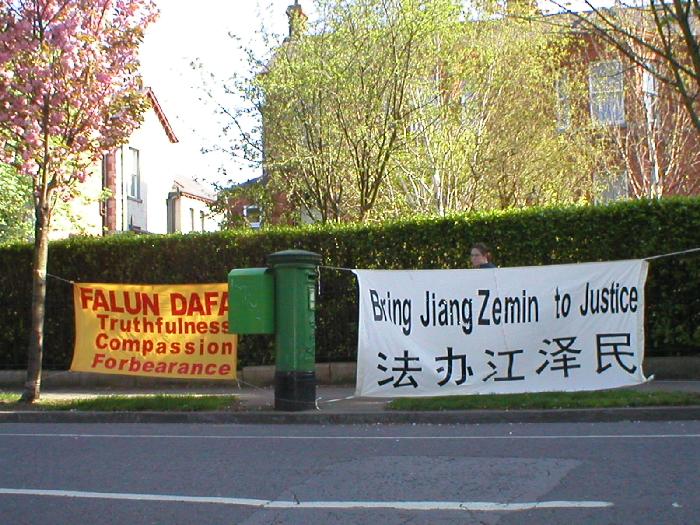 FALUN DAFA
Truthfulness
Compassion
Forbearance
Bring Jiang Zemin to Justice
法办江泽民